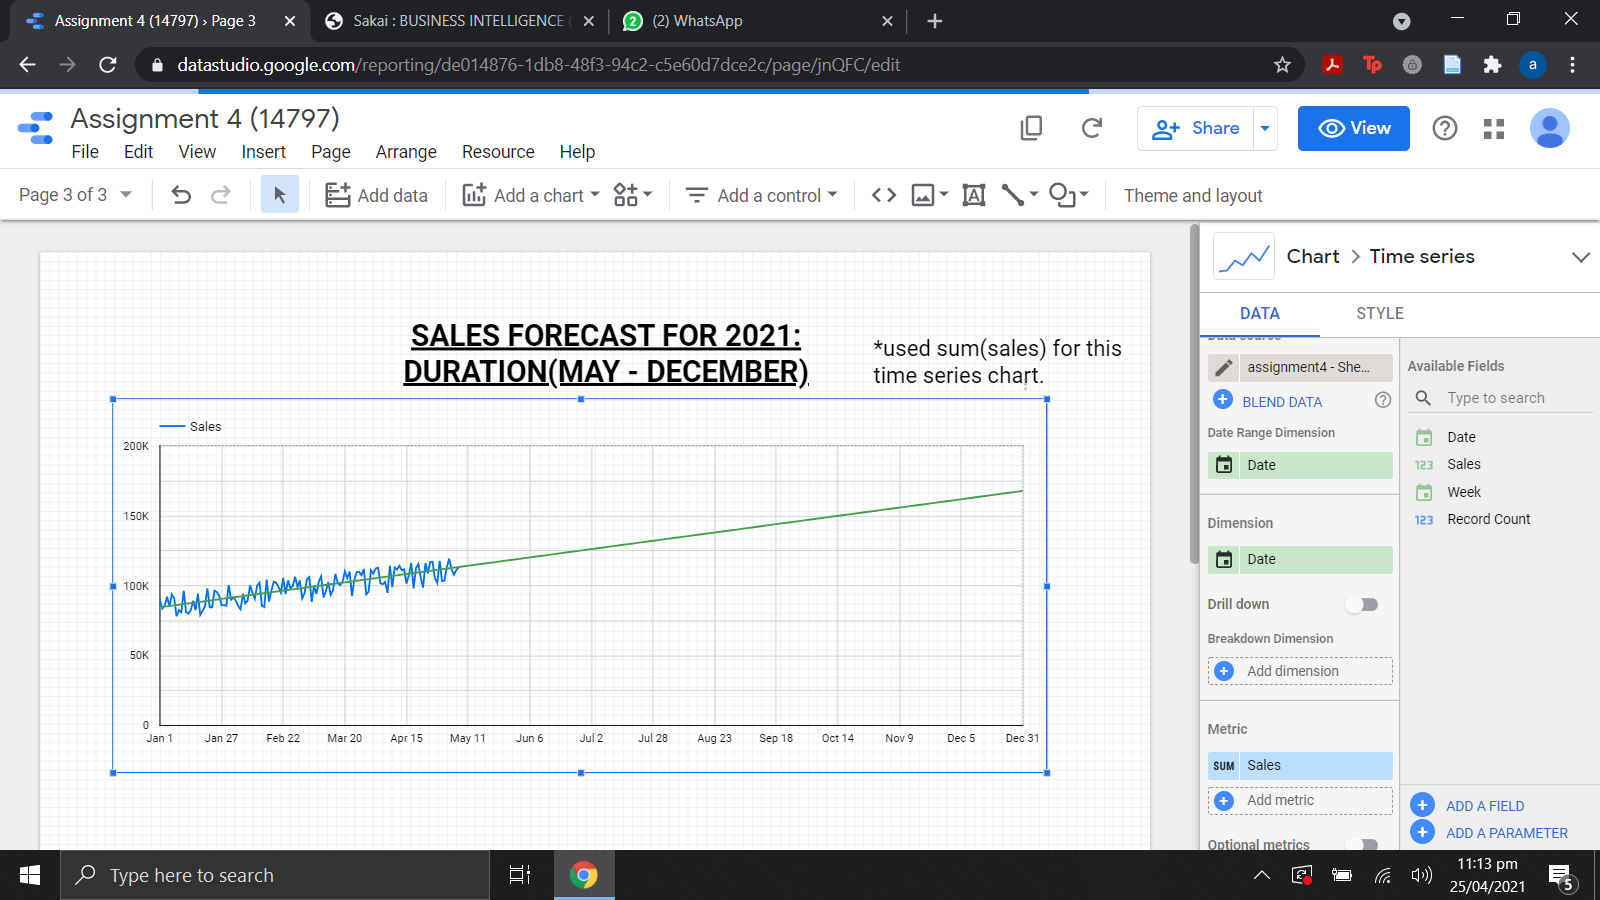 Assignment 4 (14797) › Page 3
Sakai : BUSINESS INTELLIGENCE (
2
(2) WhatsApp
datastudio.google.com/reporting/de014876-1db8-48f3-94c2-c5e60d7dce2c/page/jnQFC/edit
Tp
a
Assignment 4 (14797)
File Edit View Insert Page Arrange Resource Help
Share
View
Page 3 of 3
Add data
Add a chart
Add a control
A
Theme and layout
SALES FORECAST FOR 2021:
DURATION(MAY - DECEMBER)
*used sum(sales) for this
time series chart.
Sales
200K
150K
100K
50K
0
Jan 1 Jan 27 Feb 22 Mar 20 Apr 15 May 11 Jun 6 Jul 2 Jul 28 Aug 23 Sep 18 Oct 14 Nov 9 Dec 5 Dec 31
Chart > Time series
DATA
STYLE
Data source
assignment4 - She...
BLEND DATA
Date Range Dimension
Date
Dimension
Date
Drill down
Breakdown Dimension
Add dimension
Metric
SUM Sales
Add metric
Optional metrics
Available Fields
Type to search
Date
123 Sales
Week
123 Record Count
ADD A FIELD
ADD A PARAMETER
Type here to search
11:13 pm
25/04/2021
5